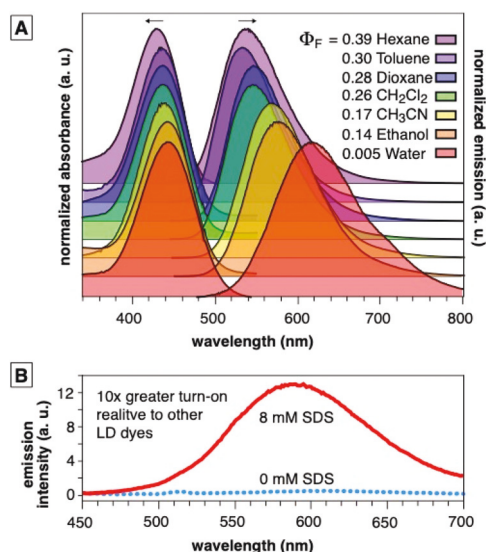 A
ΦF = 0.39 Hexane
0.30 Toluene
0.28 Dioxane
0.26 CH2Cl2
0.17 CH3CN
0.14 Ethanol
0.005 Water
normalized absorbance (a. u.)
normalized emission (a. u.)
400 500 600 700 800
wavelength (nm)
B
12
8
4
0
10x greater turn-on
realitve to other
LD dyes
8 mM SDS
0 mM SDS
emission
intensity (a. u.)
450 500 550 600 650 700
wavelength (nm)